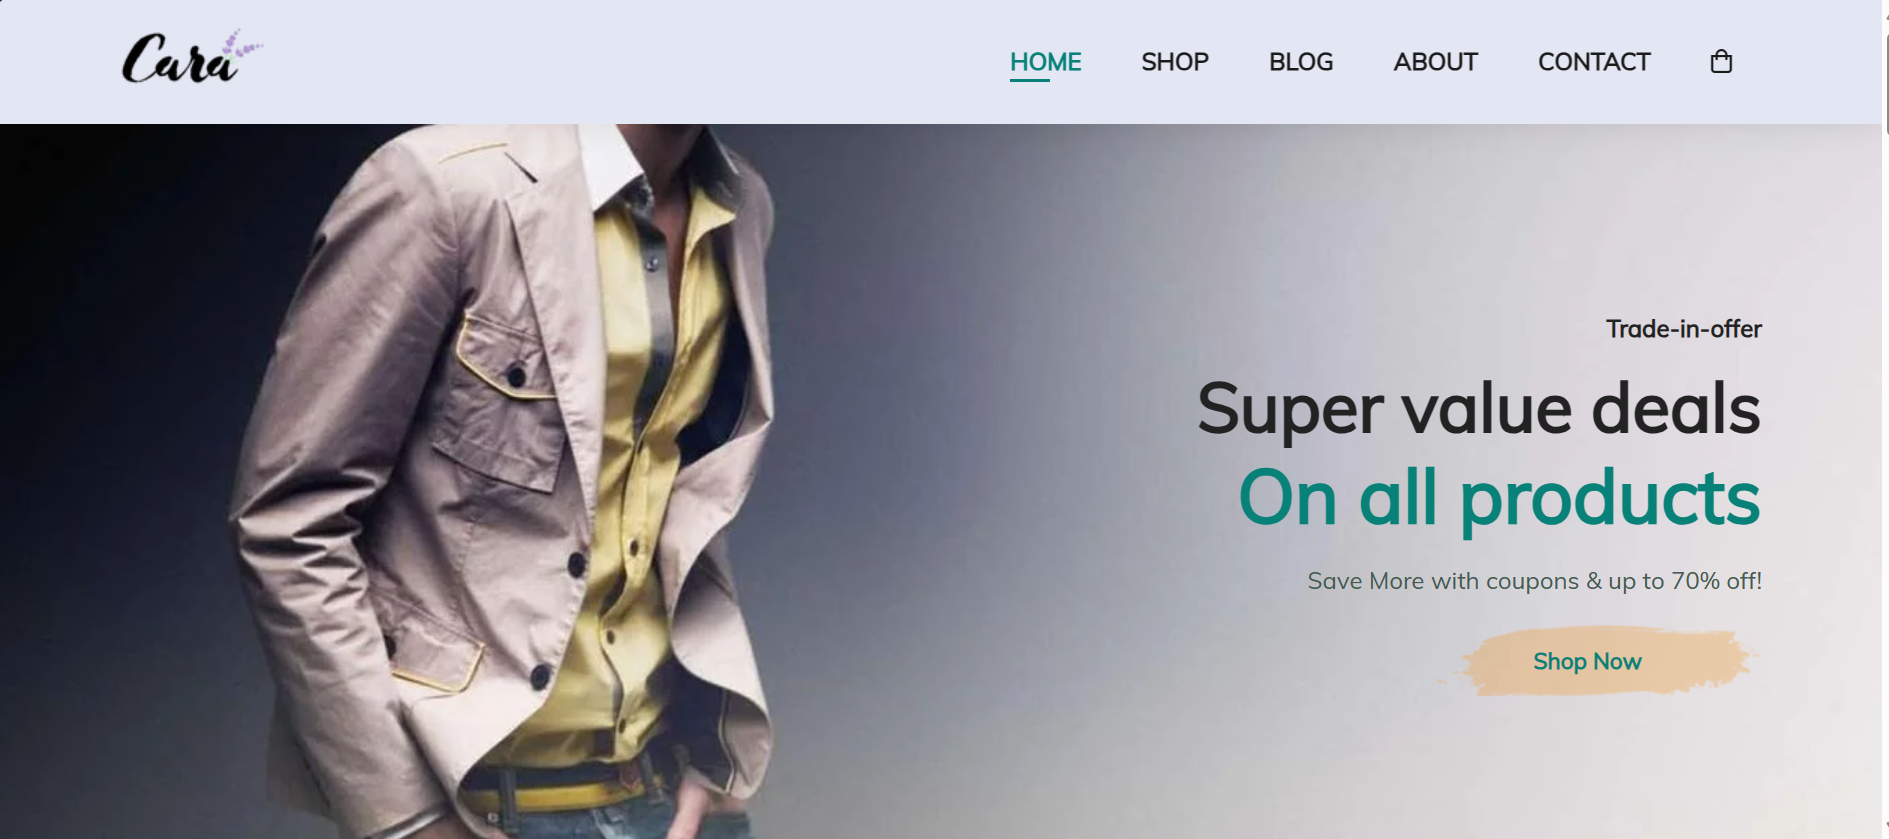 Cara
HOME SHOP BLOG ABOUT CONTACT
Trade-in-offer
Super value deals
On all products
Save More with coupons & up to 70% off!
Shop Now